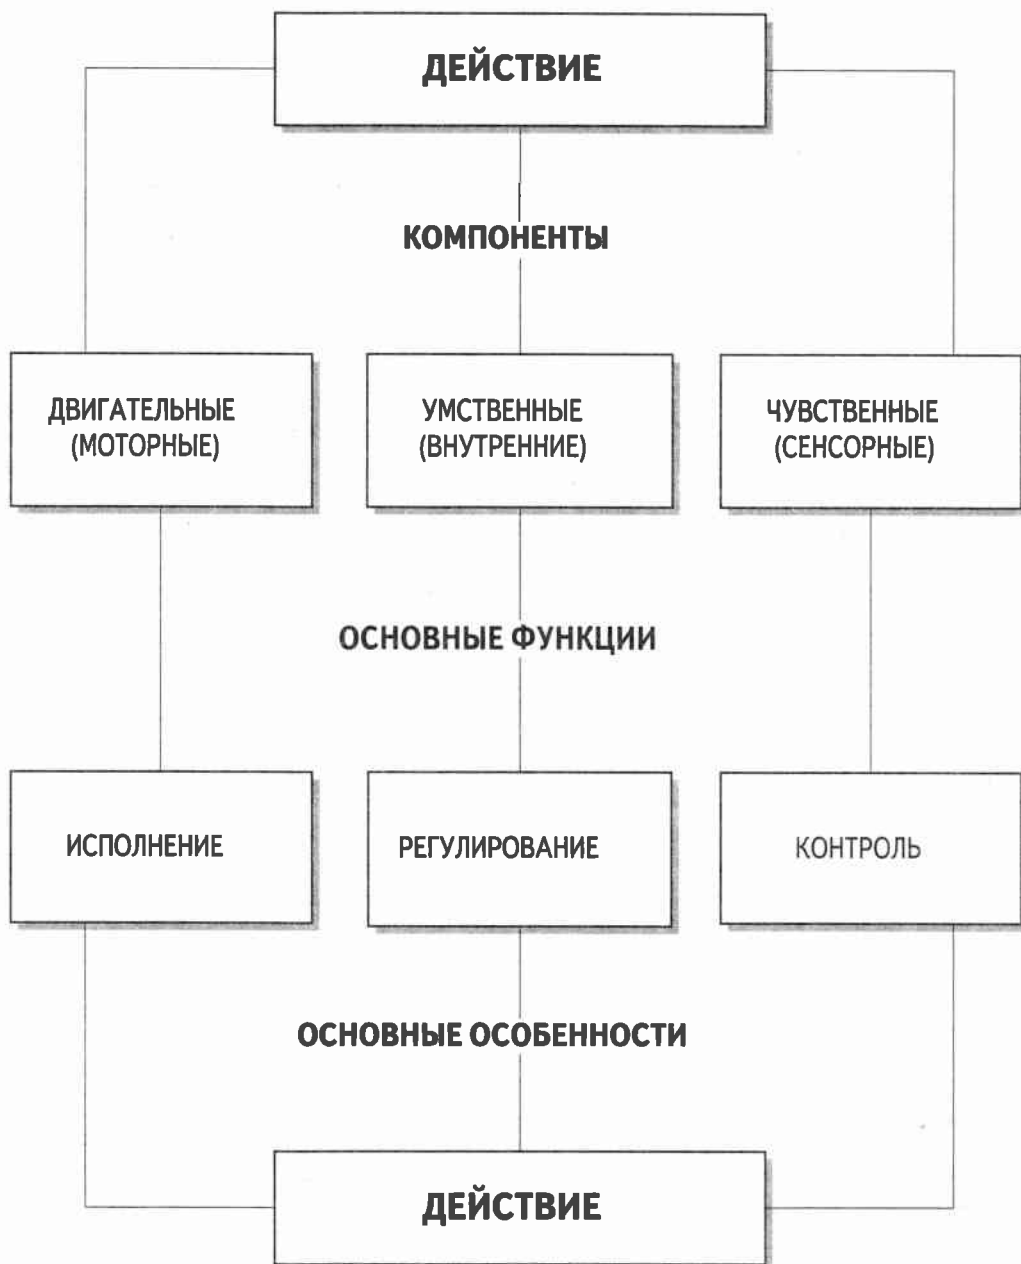 ДЕЙСТВИЕ
КОМПОНЕНТЫ
ДВИГАТЕЛЬНЫЕ
(МОТОРНЫЕ)
УМСТВЕННЫЕ
(ВНУТРЕННИЕ)
ЧУВСТВЕННЫЕ
(СЕНСОРНЫЕ)
ОСНОВНЫЕ ФУНКЦИИ
ИСПОЛНЕНИЕ
РЕГУЛИРОВАНИЕ
КОНТРОЛЬ
ОСНОВНЫЕ ОСОБЕННОСТИ
ДЕЙСТВИЕ